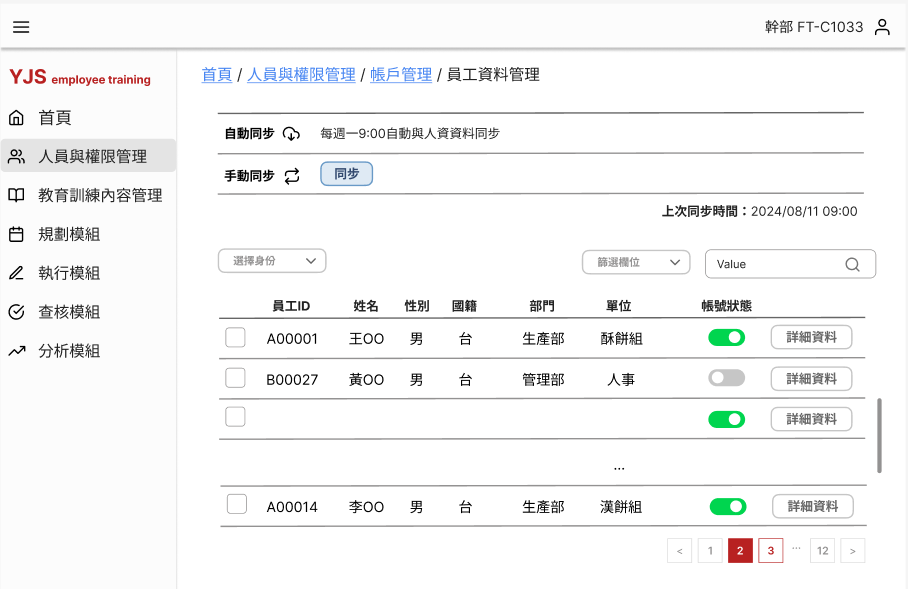 幹部 FT-C1033
YJS employee training
首頁
人員與權限管理
教育訓練內容管理
規劃模組
執行模組
查核模組
分析模組
首頁 / 人員與權限管理 / 帳戶管理 / 員工資料管理
自動同步 每週一9:00自動與人資資料同步
手動同步 同步
上次同步時間：2024/08/11 09:00
選擇身份 篩選欄位 Value
員工ID 姓名 性別 國籍 部門 單位 帳號狀態
A00001 王OO 男 台 生產部 酥餅組 詳細資料
B00027 黃OO 男 台 管理部 人事 詳細資料
詳細資料
...
A00014 李OO 男 台 生產部 漢餅組 詳細資料
< 1 2 3 ... 12 >